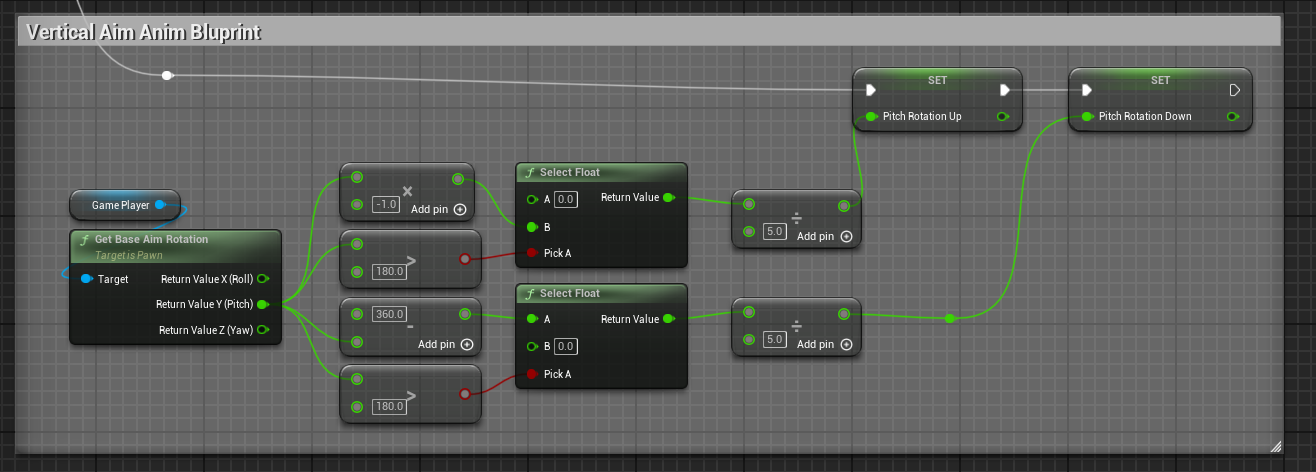 Vertical Aim Anim Bluprint
SET
Pitch Rotation Up
SET
Pitch Rotation Down
Game Player
f Get Base Aim Rotation
Target is Pawn
Target
Return Value X (Roll)
Return Value Y (Pitch)
Return Value Z (Yaw)
×
-1.0
Add pin
>
180.0
360.0
-
Add pin
>
180.0
f Select Float
A 0.0
Return Value
B
Pick A
f Select Float
A
Return Value
B 0.0
Pick A
÷
5.0
Add pin
÷
5.0
Add pin